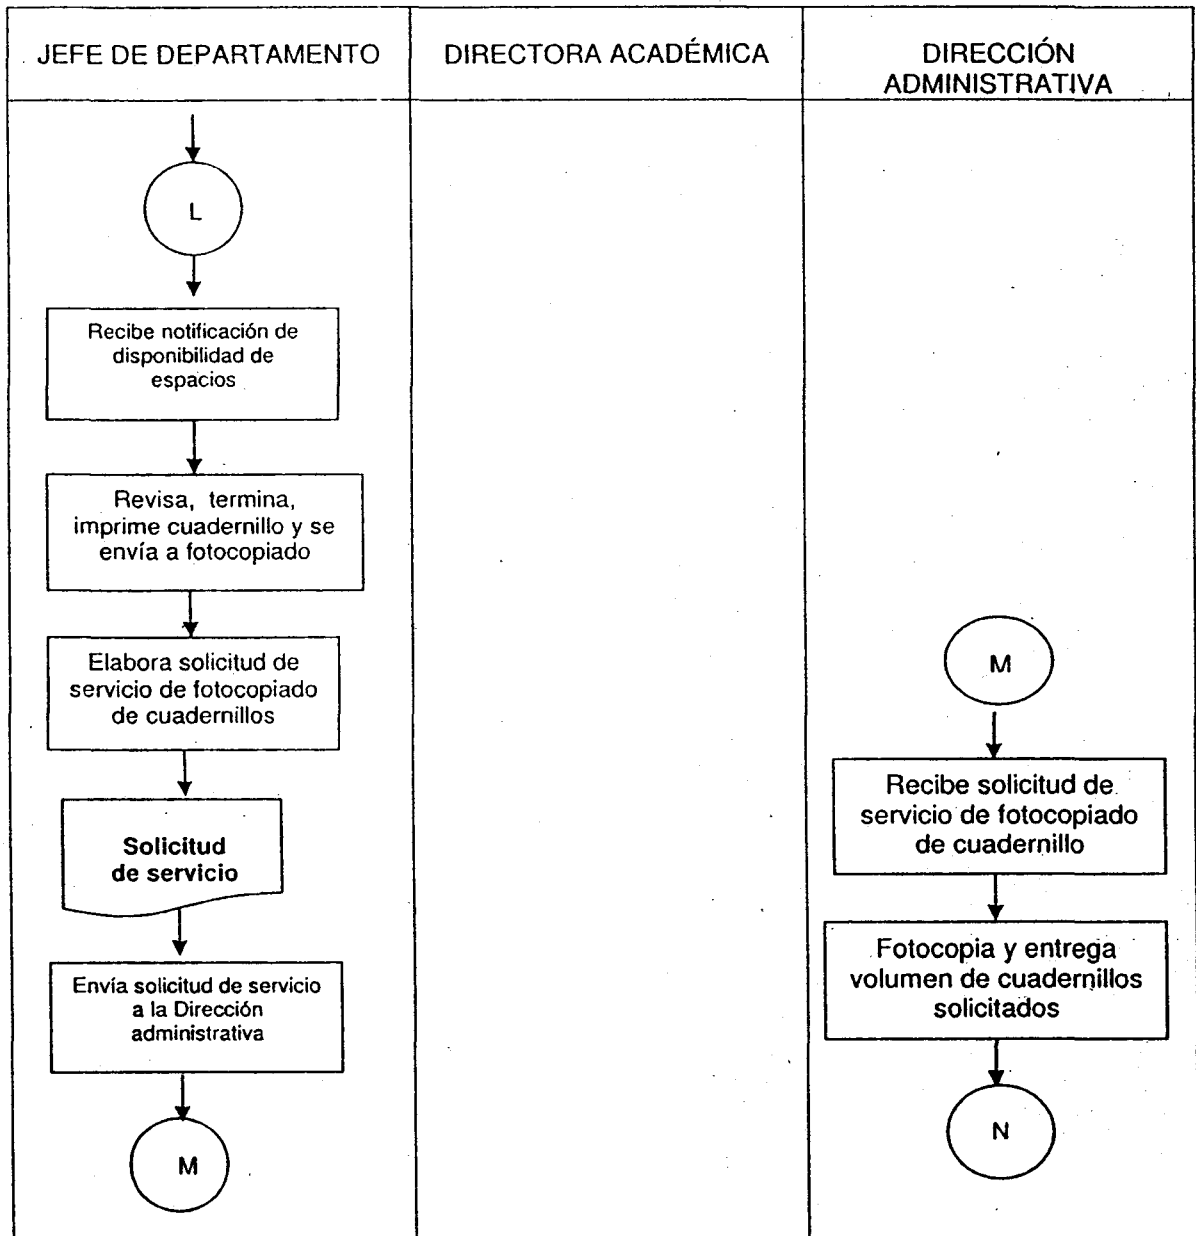 JEFE DE DEPARTAMENTO
DIRECTORA ACADÉMICA
DIRECCIÓN
ADMINISTRATIVA
L
Recibe notificación de
disponibilidad de
espacios
Revisa, termina,
imprime cuadernillo y se
envía a fotocopiado
Elabora solicitud de
servicio de fotocopiado
de cuadernillos
Solicitud
de servicio
Envía solicitud de servicio
a la Dirección
administrativa
M
M
Recibe solicitud de
servicio de fotocopiado
de cuadernillo
Fotocopia y entrega
volumen de cuadernillos
solicitados
N